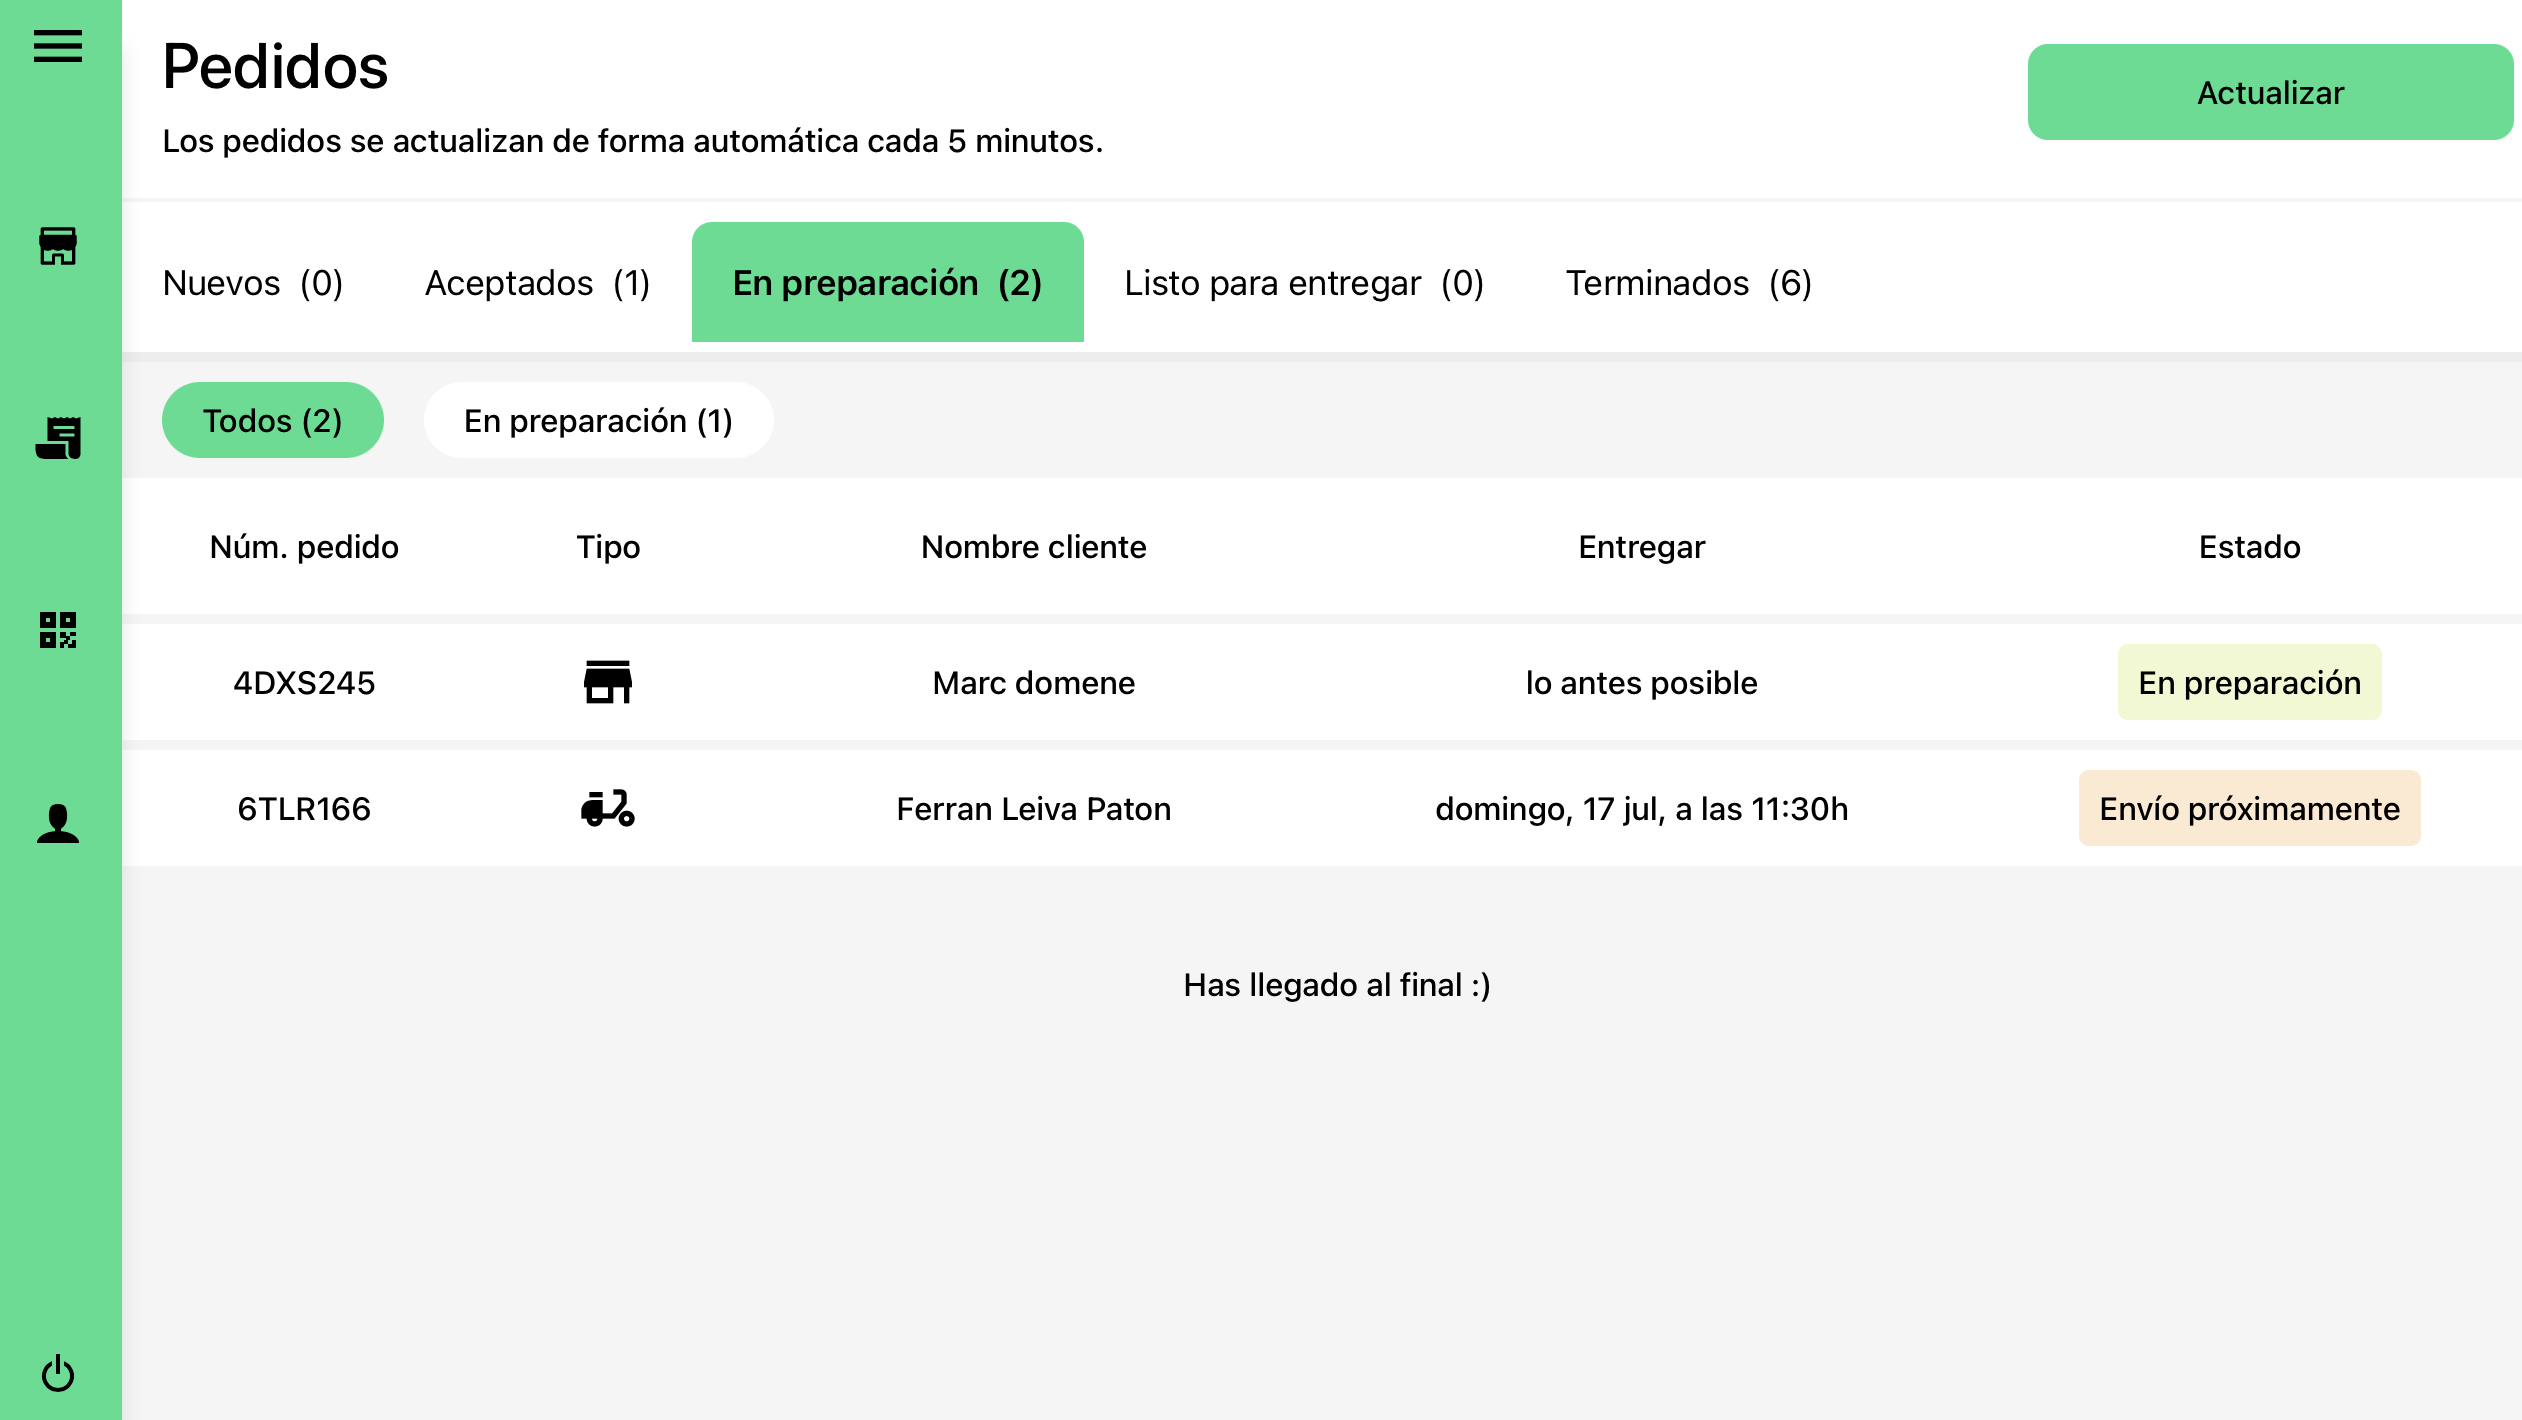 Pedidos
Actualizar
Los pedidos se actualizan de forma automática cada 5 minutos.
Nuevos (0) Aceptados (1) En preparación (2) Listo para entregar (0) Terminados (6)
Todos (2) En preparación (1)
Núm. pedido Tipo Nombre cliente Entregar Estado
4DXS245 Marc domene lo antes posible En preparación
6TLR166 Ferran Leiva Paton domingo, 17 jul, a las 11:30h Envío próximamente
Has llegado al final :)